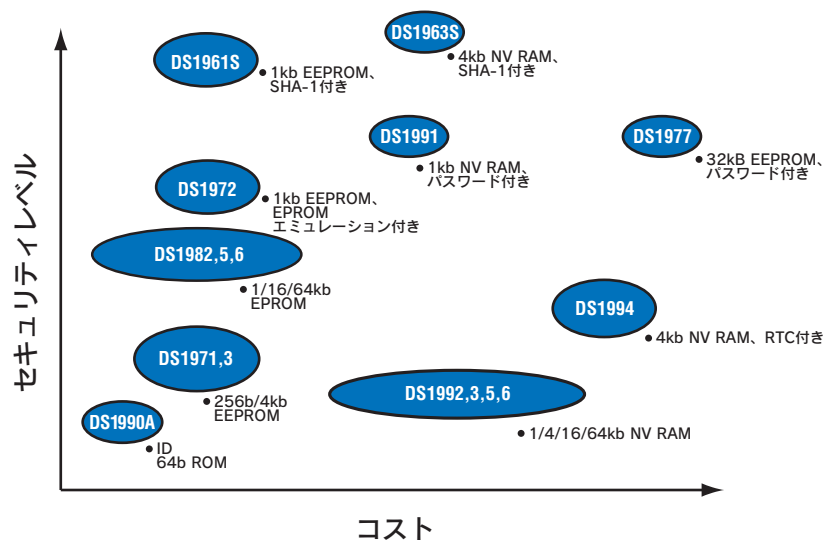 DS1963S
• 4kb NV RAM、
SHA-1付き
DS1961S
• 1kb EEPROM、
SHA-1付き
DS1991
• 1kb NV RAM、
パスワード付き
DS1977
• 32kB EEPROM、
パスワード付き
DS1972
• 1kb EEPROM、
EPROM
エミュレーション付き
DS1982,5,6
• 1/16/64kb
EPROM
DS1994
• 4kb NV RAM、RTC付き
DS1971,3
• 256b/4kb
EEPROM
DS1992,3,5,6
• 1/4/16/64kb NV RAM
DS1990A
• ID
64b ROM
セキュリティレベル
コスト